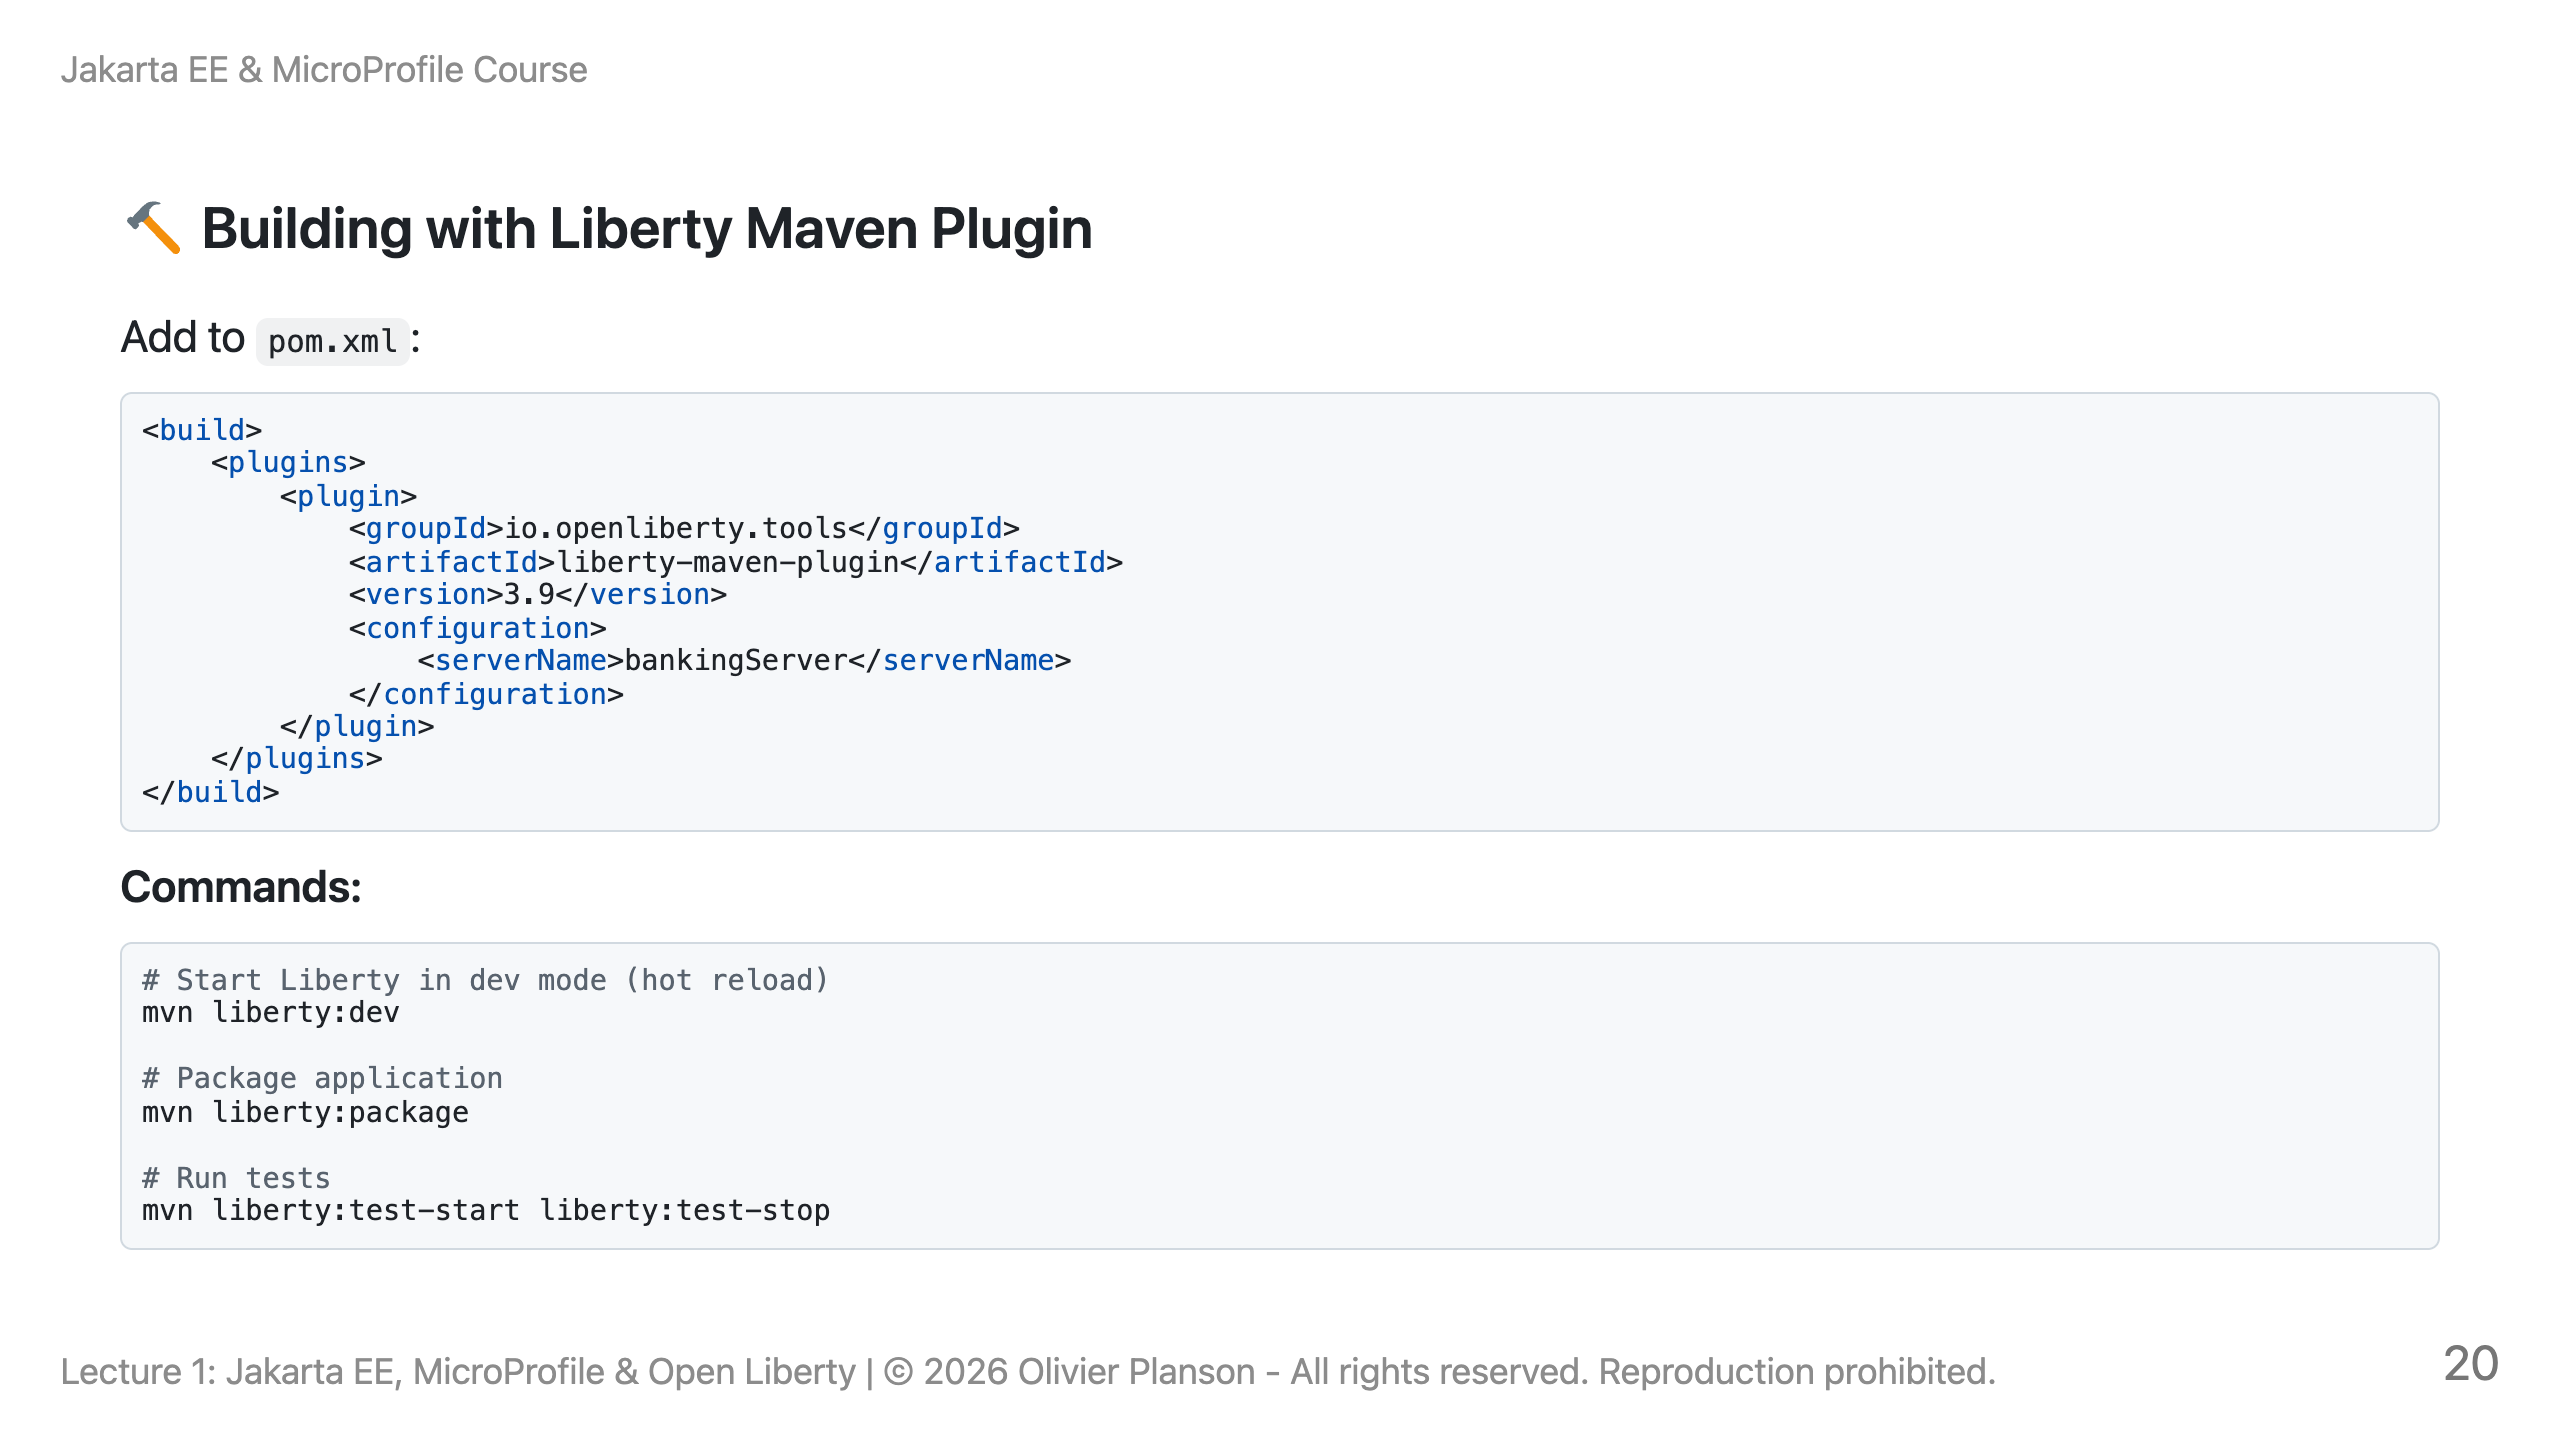 Jakarta EE & MicroProfile Course
🔨 Building with Liberty Maven Plugin
Add to pom.xml:
<build>
    <plugins>
        <plugin>
            <groupId>io.openliberty.tools</groupId>
            <artifactId>liberty-maven-plugin</artifactId>
            <version>3.9</version>
            <configuration>
                <serverName>bankingServer</serverName>
            </configuration>
        </plugin>
    </plugins>
</build>
Commands:
# Start Liberty in dev mode (hot reload)
mvn liberty:dev
# Package application
mvn liberty:package
# Run tests
mvn liberty:test-start liberty:test-stop
Lecture 1: Jakarta EE, MicroProfile & Open Liberty | © 2026 Olivier Planson - All rights reserved. Reproduction prohibited.
20